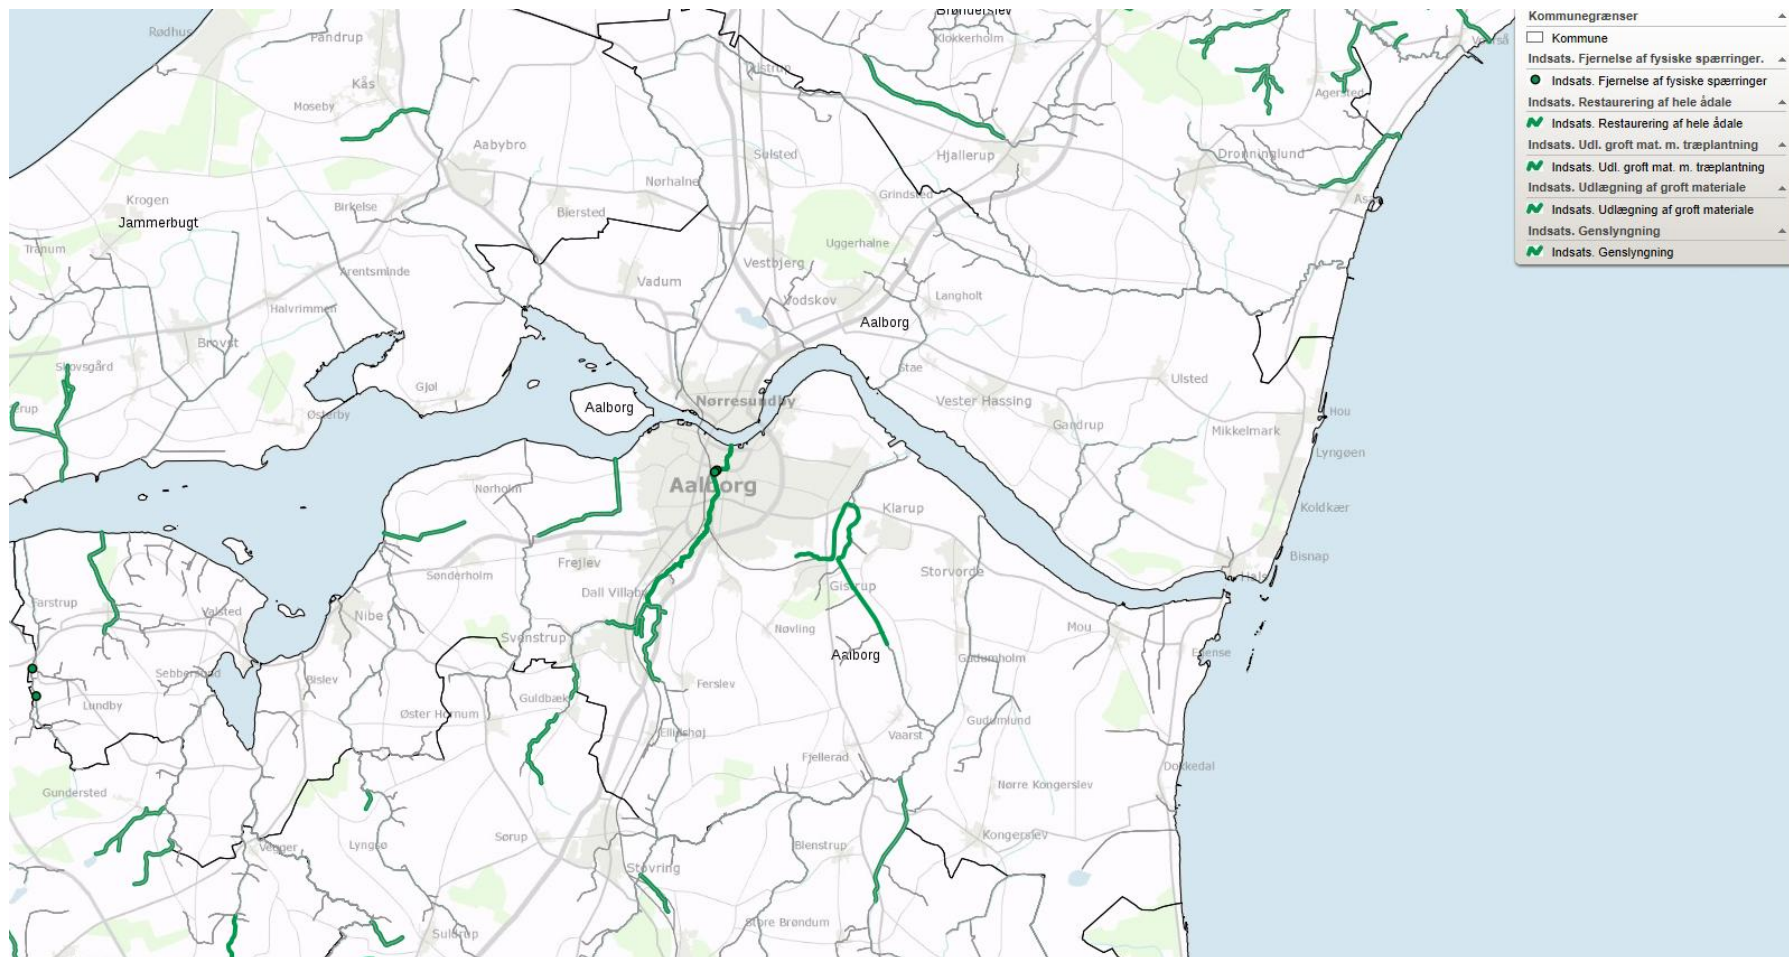 Rødhus
Pandrup
Brønderslev
Klokkerholm
Kås
Moseby
Agersted
Aabybro
Sulsted
Hjallerup
Dronninglund
Nørhalne
Krogen
Birkelse
Biersted
Grindsted
Jammerbugt
Tranum
Uggerhalne
Arentsminde
Vadum
Vestbjerg
Vodskov
Langholt
Halvrimmen
Aalborg
Brovst
Skovsgård
Stae
Ulsted
Gjøl
Aalborg
Nørresundby
Vester Hassing
Østerby
Hou
Gandrup
Mikkelmark
Lyngøen
Nørholm
Aalborg
Klarup
Koldkær
Frejlev
Bisnap
Sønderholm
Storvorde
Hals
Gistrup
Dall Villaby
Farstrup
Valsted
Nibe
Nøvling
Mou
Svenstrup
Aalborg
Gudumholm
Egense
Sebbersund
Bislev
Ferslev
Lundby
Guldbæk
Øster Hornum
Gudumlund
Ellidshøj
Vaarst
Fjellerad
Dokkedal
Gundersted
Nørre Kongerslev
Sørup
Kongerslev
Vegger
Lyngsø
Blenstrup
Støvring
Store Brøndum
Suldrup
Kommunegrænser
Kommune
Indsats. Fjernelse af fysiske spærringer.
Indsats. Fjernelse af fysiske spærringer
Indsats. Restaurering af hele ådale
Indsats. Restaurering af hele ådale
Indsats. Udl. groft mat. m. træplantning
Indsats. Udl. groft mat. m. træplantning
Indsats. Udlægning af groft materiale
Indsats. Udlægning af groft materiale
Indsats. Genslyngning
Indsats. Genslyngning